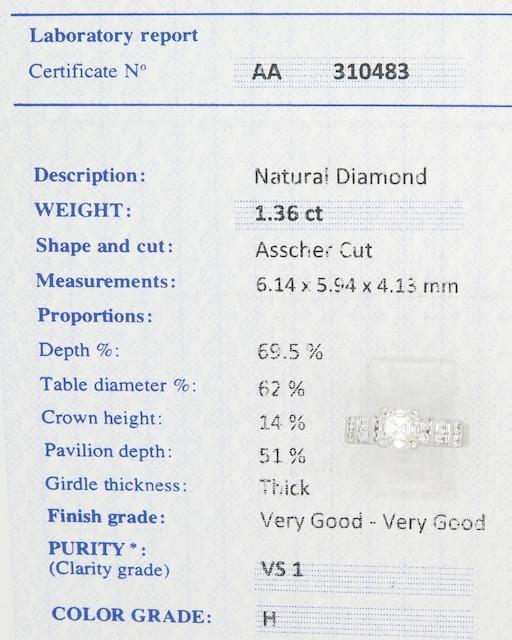 Laboratory report
Certificate Nº AA 310483
Description: Natural Diamond
WEIGHT: 1.36 ct
Shape and cut: Asscher Cut
Measurements: 6.14 x 5.94 x 4.13 mm
Proportions:
Depth %: 69.5 %
Table diameter %: 62 %
Crown height: 14 %
Pavilion depth: 51 %
Girdle thickness: Thick
Finish grade: Very Good - Very Good
PURITY *:
(Clarity grade) VS 1
COLOR GRADE: H